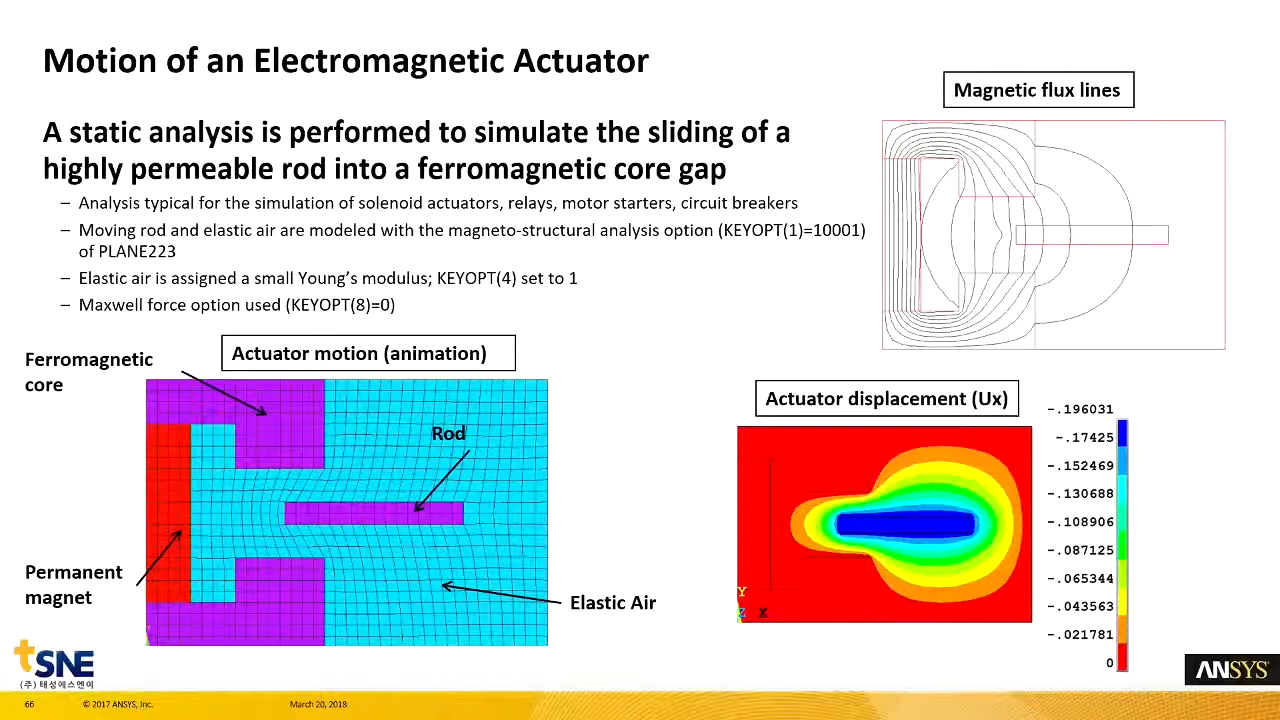 Motion of an Electromagnetic Actuator
Magnetic flux lines
A static analysis is performed to simulate the sliding of a
highly permeable rod into a ferromagnetic core gap
– Analysis typical for the simulation of solenoid actuators, relays, motor starters, circuit breakers
– Moving rod and elastic air are modeled with the magneto-structural analysis option (KEYOPT(1)=10001)
of PLANE223
– Elastic air is assigned a small Young's modulus; KEYOPT(4) set to 1
– Maxwell force option used (KEYOPT(8)=0)
Ferromagnetic
core
Actuator motion (animation)
Rod
Permanent
magnet
Elastic Air
Actuator displacement (Ux)
-.196031
-.17425
-.152469
-.130688
-.108906
-.087125
-.065344
-.043563
-.021781
0
Y
Z X
tSNE
(주)태성에스엔이
ANSYS
66 © 2017 ANSYS, Inc. March 20, 2018